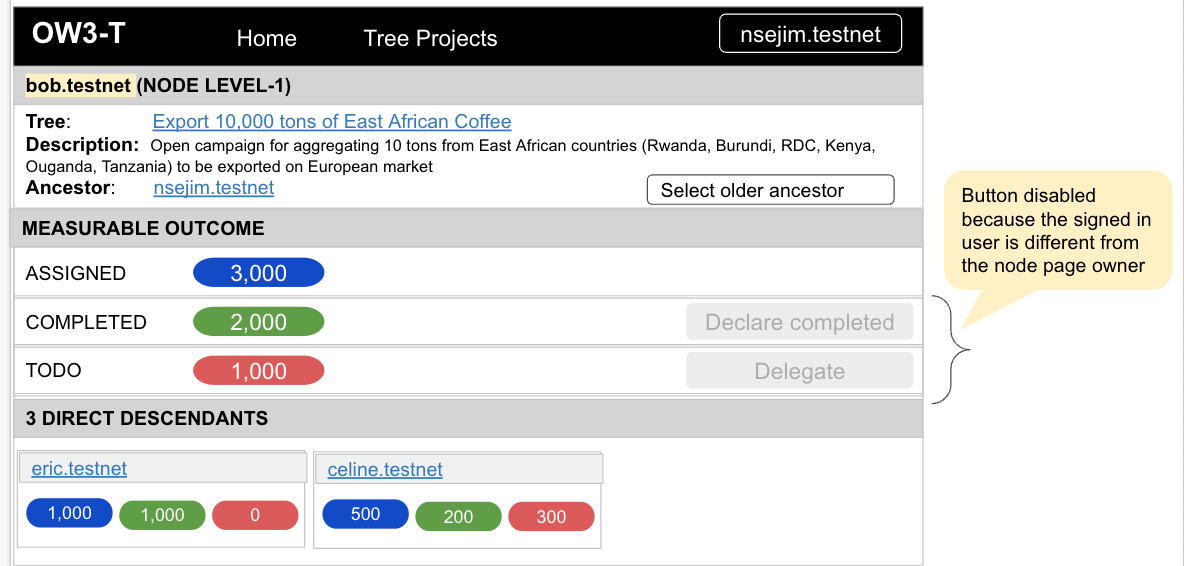 OW3-T Home Tree Projects nsejim.testnet
bob.testnet (NODE LEVEL-1)
Tree: Export 10,000 tons of East African Coffee
Description: Open campaign for aggregating 10 tons from East African countries (Rwanda, Burundi, RDC, Kenya,
Ouganda, Tanzania) to be exported on European market
Ancestor: nsejim.testnet Select older ancestor
MEASURABLE OUTCOME
ASSIGNED 3,000
COMPLETED 2,000 Declare completed
TODO 1,000 Delegate
3 DIRECT DESCENDANTS
eric.testnet celine.testnet
1,000 1,000 0 500 200 300
Button disabled
because the signed in
user is different from
the node page owner